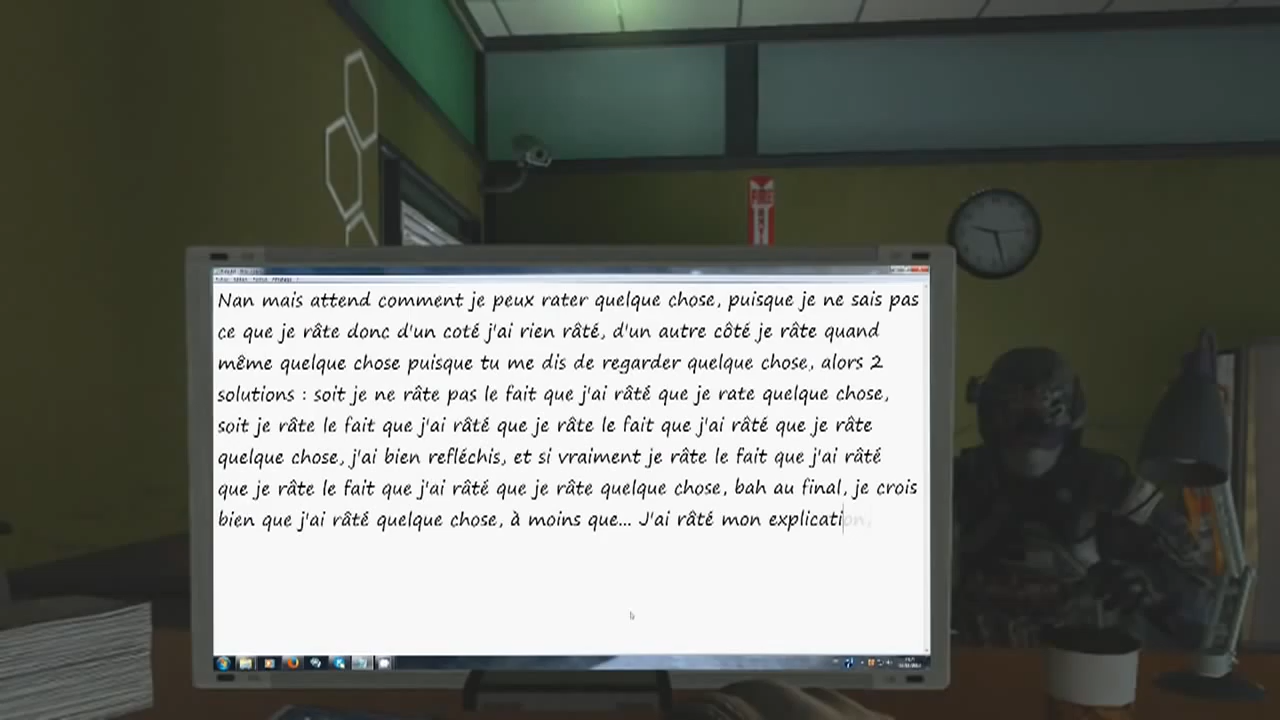 Nan mais attend comment je peux rater quelque chose, puisque je ne sais pas
ce que je râte donc d'un coté j'ai rien râté, d'un autre côté je râte quand
même quelque chose puisque tu me dis de regarder quelque chose, alors 2
solutions : soit je ne râte pas le fait que j'ai râté que je rate quelque chose,
soit je râte le fait que j'ai râté que je râte le fait que j'ai râté que je râte
quelque chose, j'ai bien refléchis, et si vraiment je râte le fait que j'ai râté
que je râte le fait que j'ai râté que je râte quelque chose, bah au final, je crois
bien que j'ai râté quelque chose, à moins que... J'ai râté mon explication,
FIRE